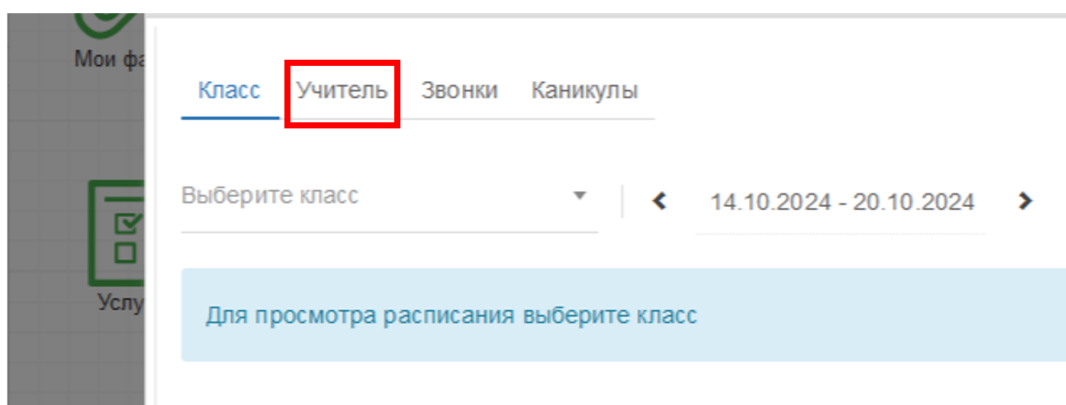 Мои фа
Класс Учитель Звонки Каникулы
Выберите класс 14.10.2024 - 20.10.2024
Услу
Для просмотра расписания выберите класс